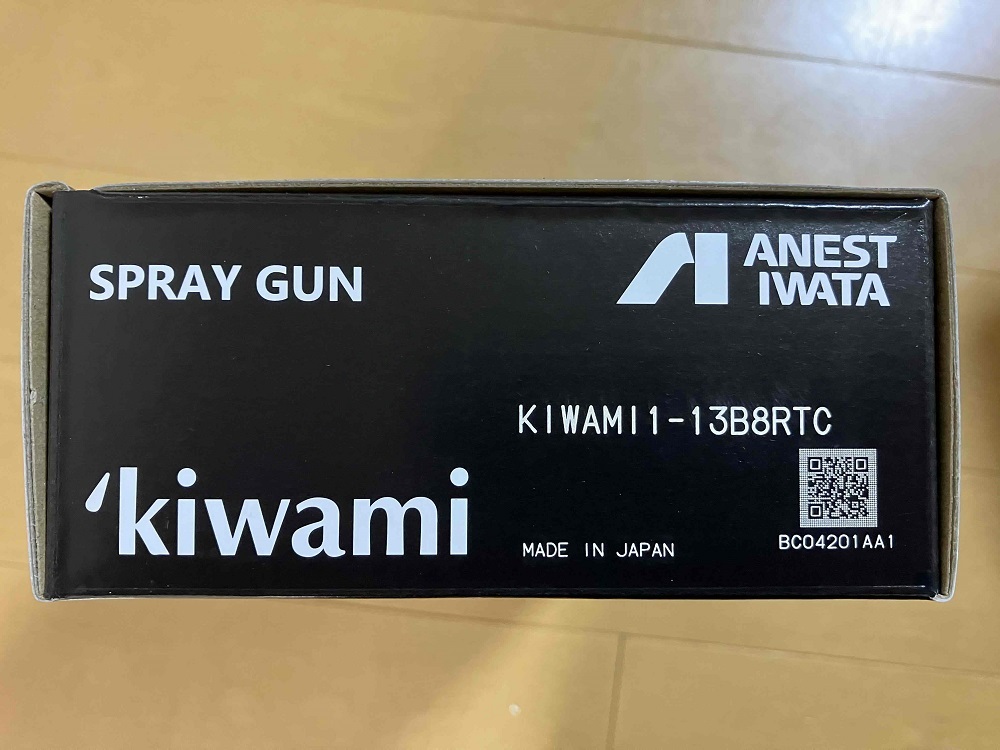 SPRAY GUN
ANEST
IWATA
KIWAMI1-13B8RTC
kiwami
MADE IN JAPAN
BC04201AA1